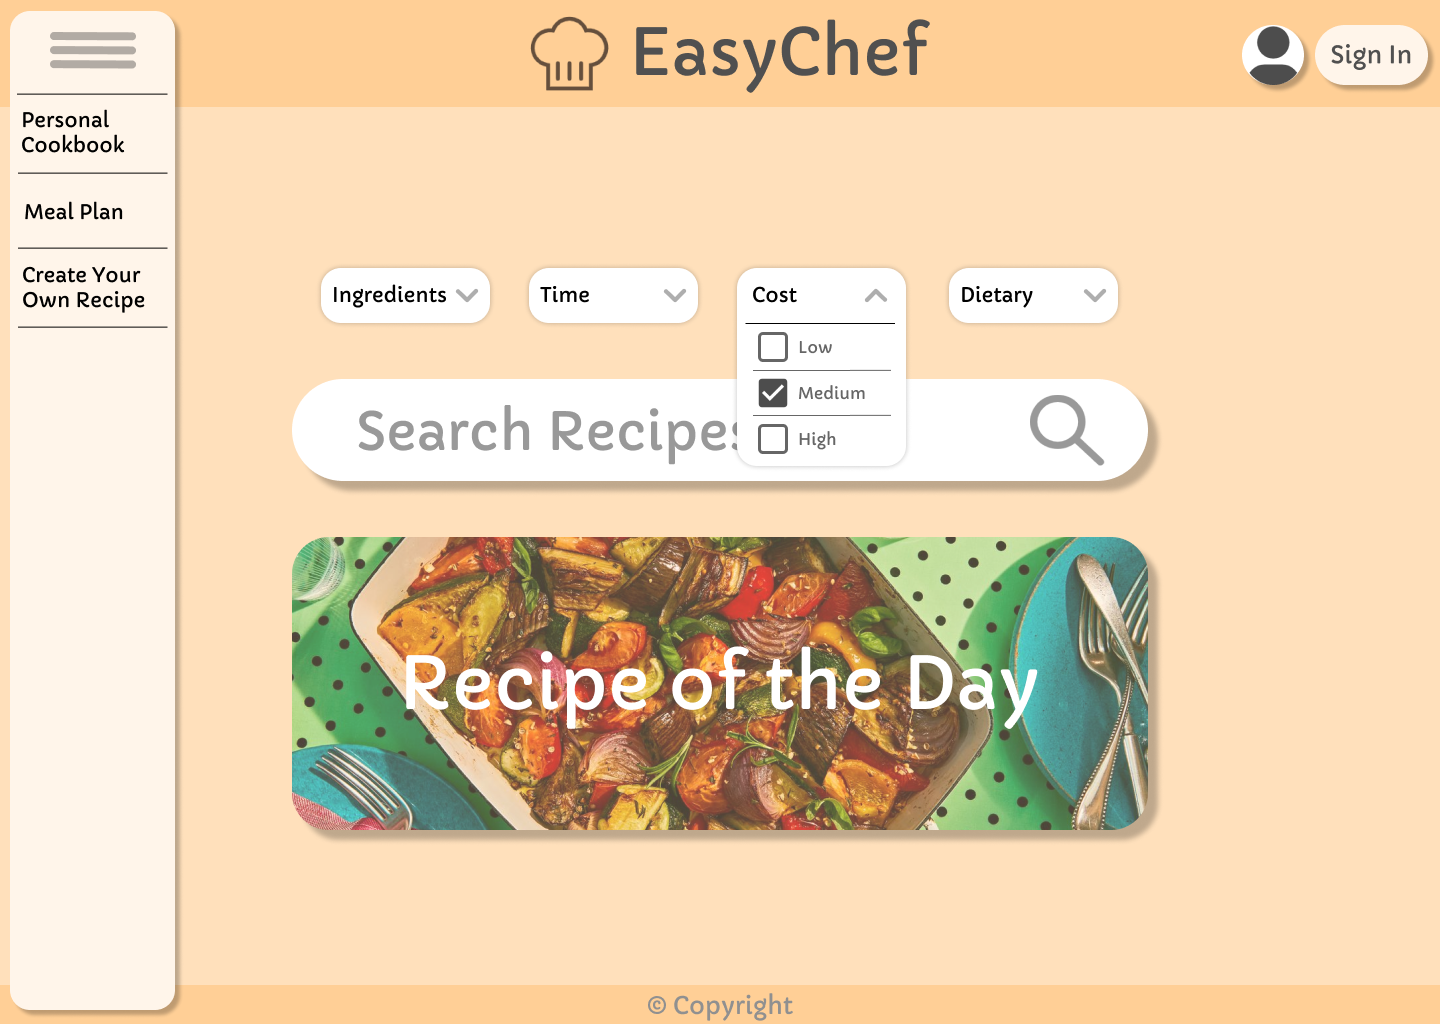 EasyChef
Sign In
Personal
Cookbook
Meal Plan
Create Your
Own Recipe
Ingredients
Time
Cost
Dietary
Low
Medium
High
Search Recipes
Recipe of the Day
© Copyright